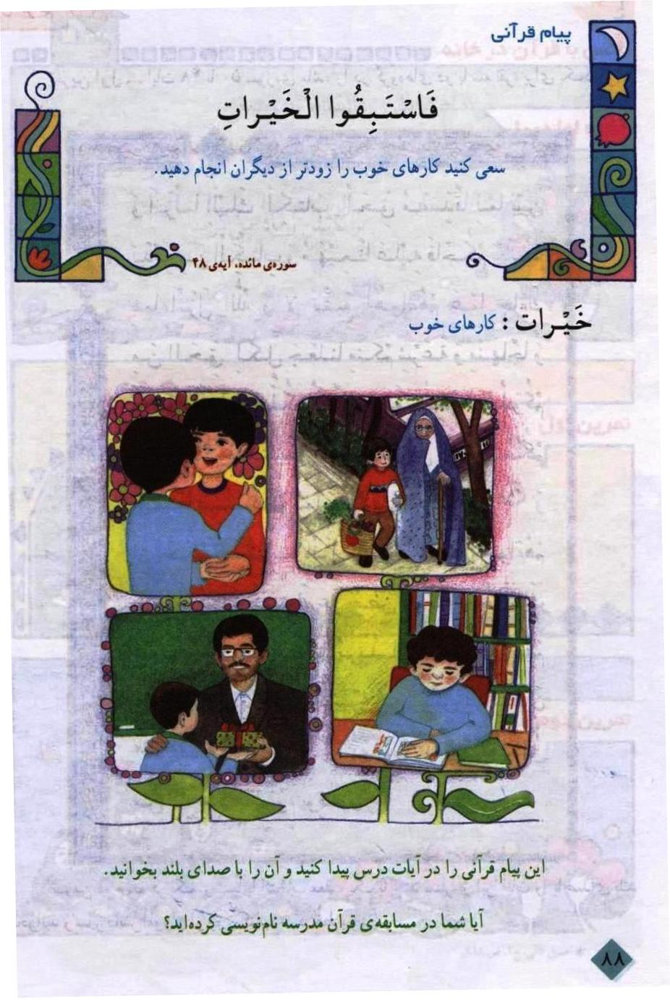 پیام قرآنی
فَاسْتَبِقُوا الْخَیْراتِ
سعی کنید کارهای خوب را زودتر از دیگران انجام دهید.
سوره‌ی مائده، آیه‌ی ۴۸
خَیْرات : کارهای خوب
این پیام قرآنی را در آیات درس پیدا کنید و آن را با صدای بلند بخوانید.
آیا شما در مسابقه‌ی قرآن مدرسه نام‌نویسی کرده‌اید؟
۸۸